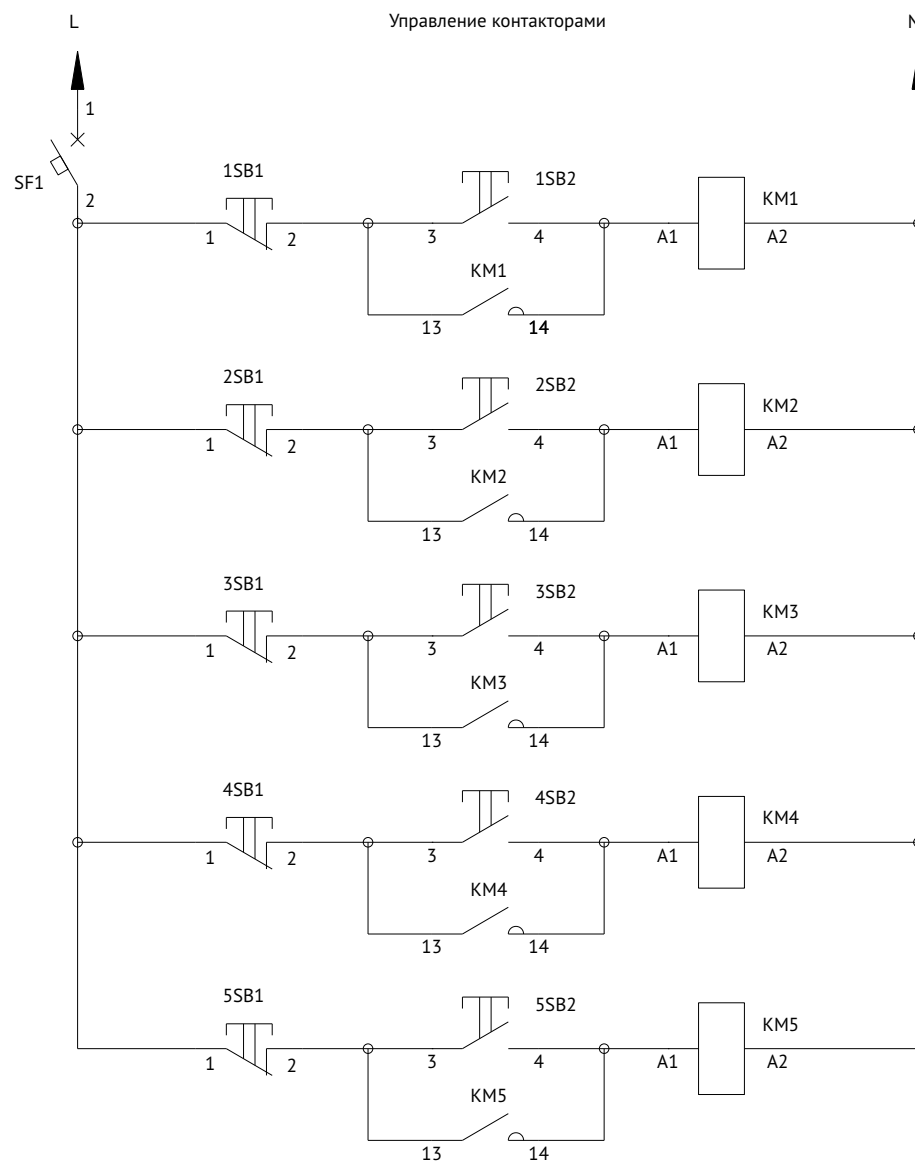 L Управление контакторами N
1
SF1
2
1SB1 1SB2 KM1
1 2 3 4 A1 A2
KM1
13 14
2SB1 2SB2 KM2
1 2 3 4 A1 A2
KM2
13 14
3SB1 3SB2 KM3
1 2 3 4 A1 A2
KM3
13 14
4SB1 4SB2 KM4
1 2 3 4 A1 A2
KM4
13 14
5SB1 5SB2 KM5
1 2 3 4 A1 A2
KM5
13 14